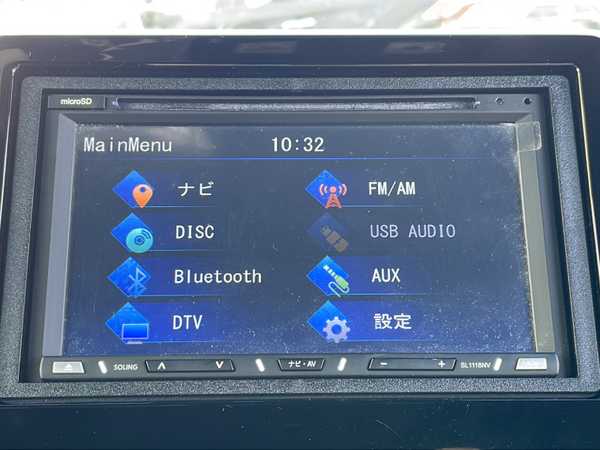 microSD
MainMenu 10:32
ナビ FM/AM
DISC USB AUDIO
Bluetooth AUX
DTV 設定
SOLING ∧ ∨ ナビ・AV − + BL1118NV